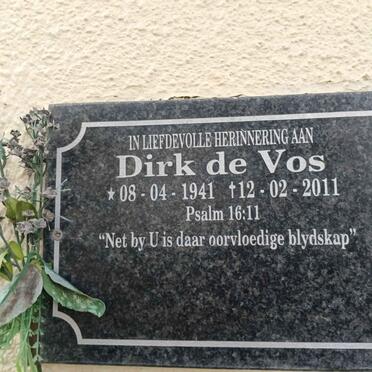 IN LIEFDEVOLLE HERINNERING AAN
Dirk de Vos
★ 08 - 04 - 1941 † 12 - 02 - 2011
Psalm 16:11
“Net by U is daar oorvloedige blydskap”